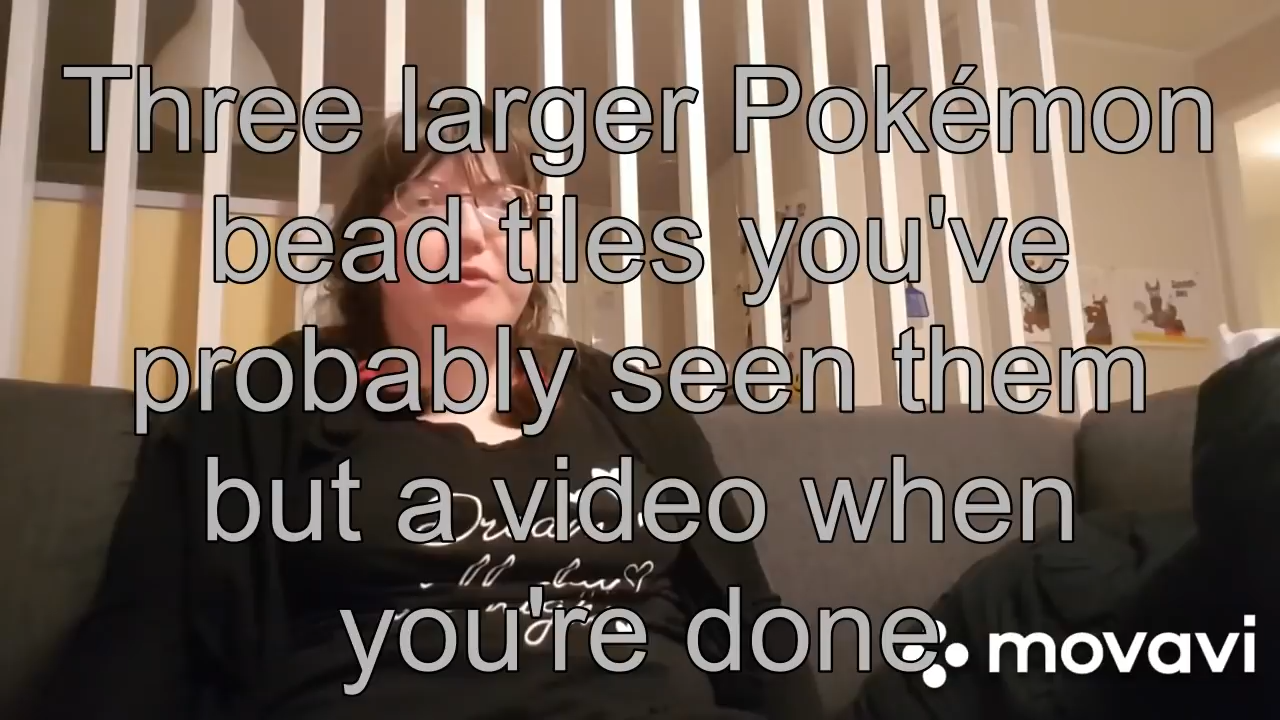 Three larger Pokémon
bead tiles you've
probably seen them
but a video when
you're done
movavi